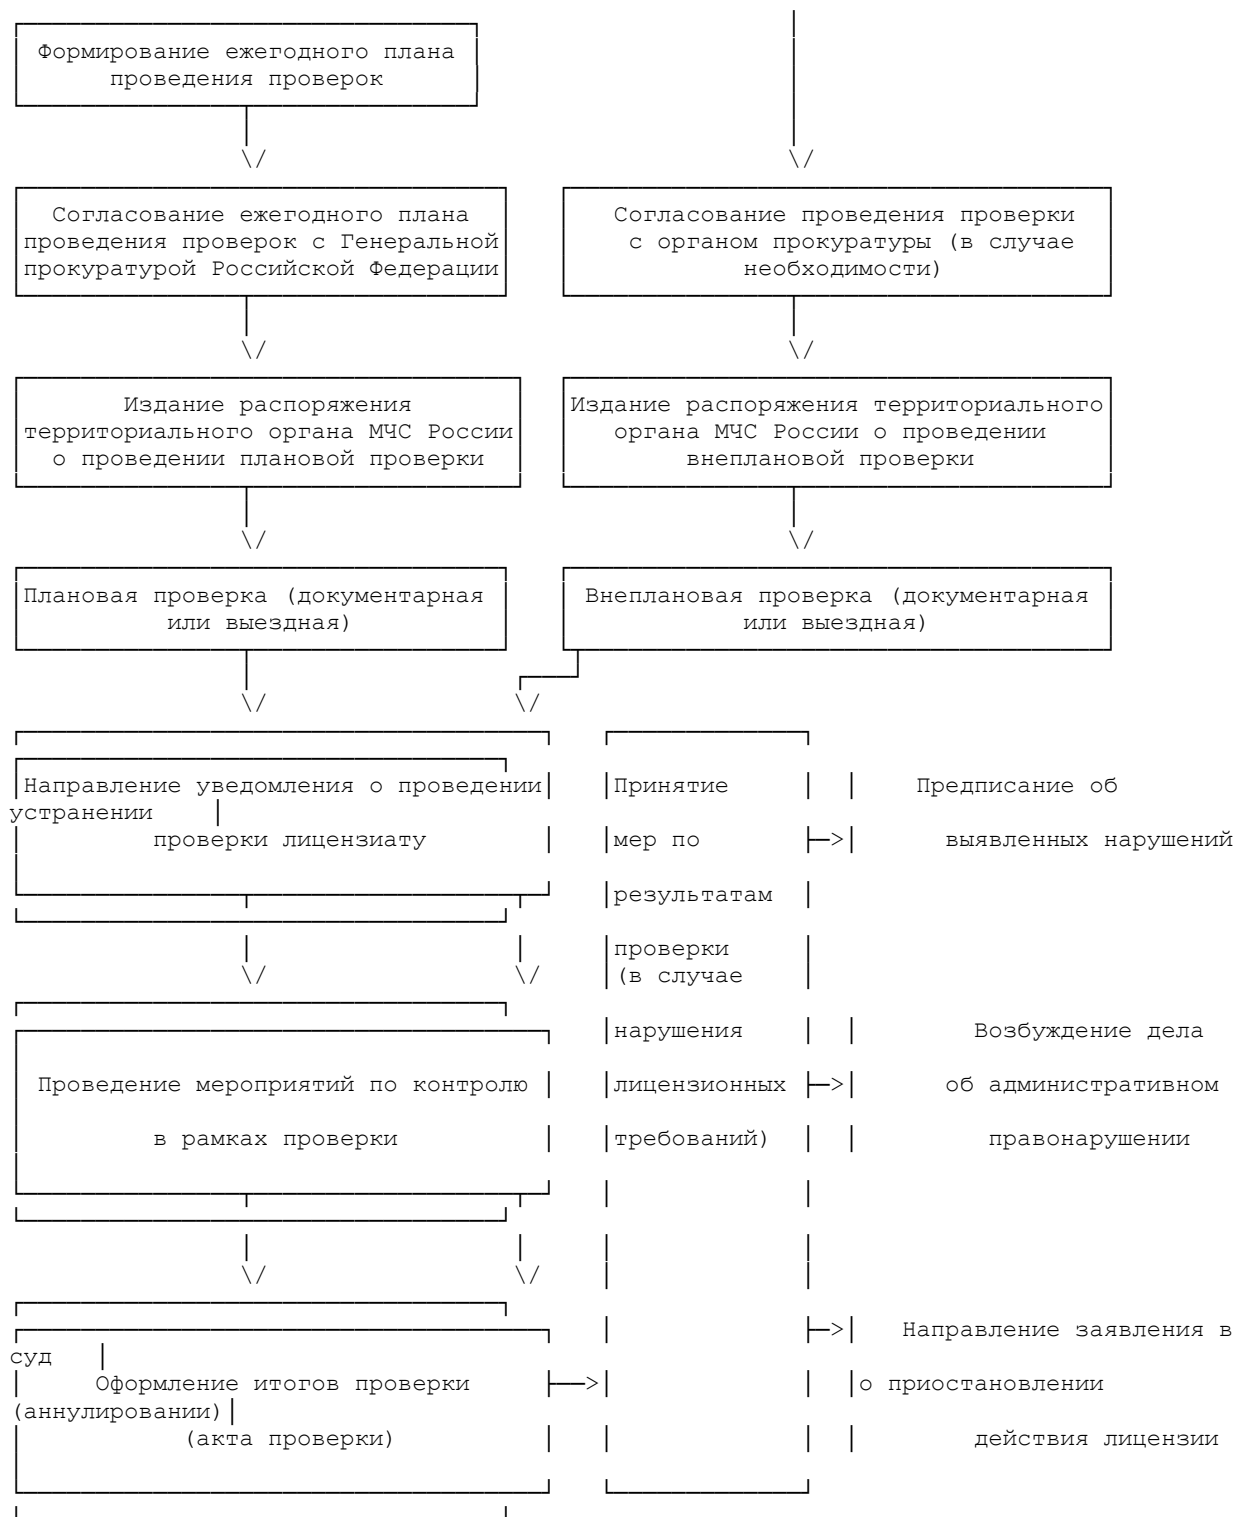 Формирование ежегодного плана
проведения проверок
Согласование ежегодного плана
проведения проверок с Генеральной
прокуратурой Российской Федерации
Согласование проведения проверки
с органом прокуратуры (в случае
необходимости)
Издание распоряжения
территориального органа МЧС России
о проведении плановой проверки
Издание распоряжения территориального
органа МЧС России о проведении
внеплановой проверки
Плановая проверка (документарная
или выездная)
Внеплановая проверка (документарная
или выездная)
Направление уведомления о проведении Принятие Предписание об
устранении
проверки лицензиату мер по выявленных нарушений
результатам
проверки
(в случае
нарушения Возбуждение дела
Проведение мероприятий по контролю лицензионных об административном
в рамках проверки требований) правонарушении
Направление заявления в
суд
Оформление итогов проверки о приостановлении
(аннулировании)
(акта проверки) действия лицензии